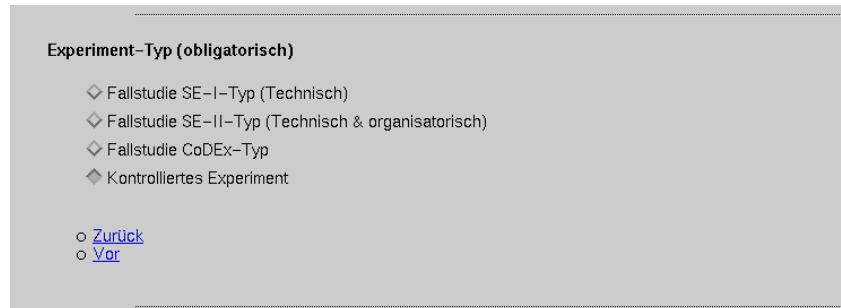 Experiment-Typ (obligatorisch)
Fallstudie SE-I-Typ (Technisch)
Fallstudie SE-II-Typ (Technisch & organisatorisch)
Fallstudie CoDEx-Typ
Kontrolliertes Experiment
Zurück
Vor